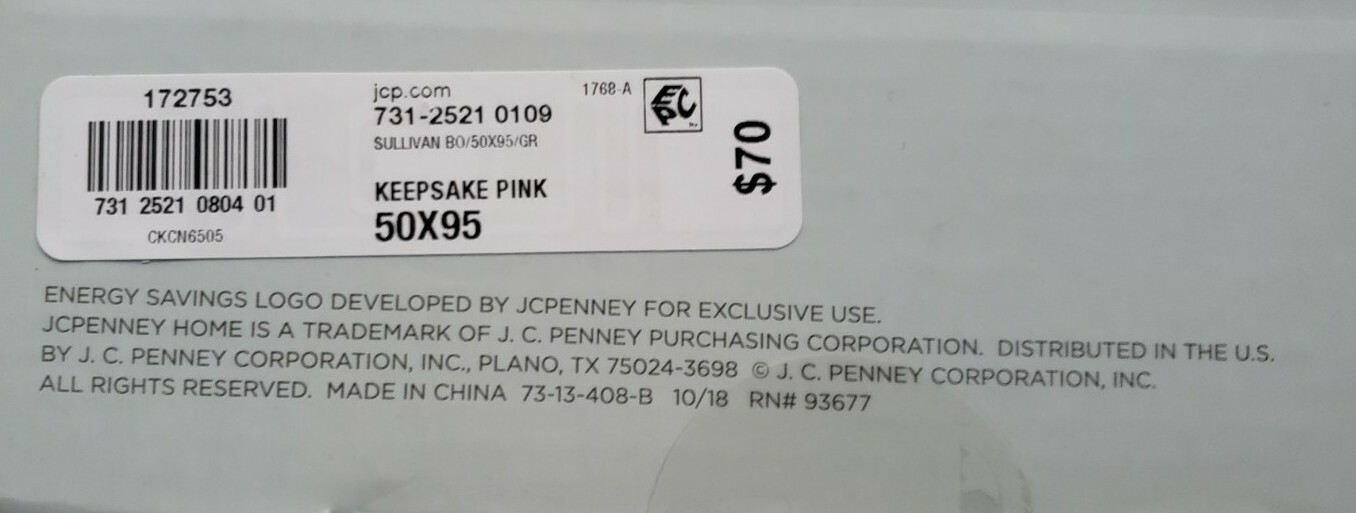 172753
731 2521 0804 01
CKCN6505
jcp.com
731-2521 0109
SULLIVAN BO/50X95/GR
KEEPSAKE PINK
50X95
1768-A
EPC
$70
ENERGY SAVINGS LOGO DEVELOPED BY JCPENNEY FOR EXCLUSIVE USE.
JCPENNEY HOME IS A TRADEMARK OF J. C. PENNEY PURCHASING CORPORATION. DISTRIBUTED IN THE U.S.
BY J. C. PENNEY CORPORATION, INC., PLANO, TX 75024-3698 © J. C. PENNEY CORPORATION, INC.
ALL RIGHTS RESERVED. MADE IN CHINA 73-13-408-B 10/18 RN# 93677